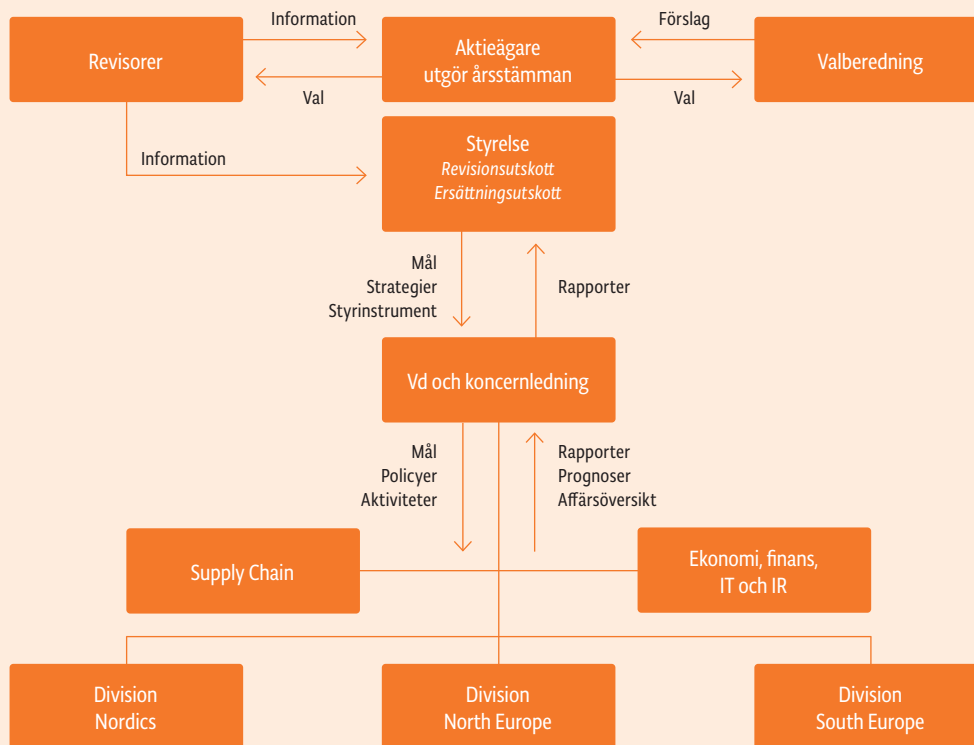 Information
Förslag
Revisorer
Aktieägare
utgör årsstämman
Valberedning
Val
Val
Information
Styrelse
Revisionsutskott
Ersättningsutskott
Mål
Strategier
Styrinstrument
Rapporter
Vd och koncernledning
Mål
Policyer
Aktiviteter
Rapporter
Prognoser
Affärsöversikt
Supply Chain
Ekonomi, finans,
IT och IR
Division
Nordics
Division
North Europe
Division
South Europe